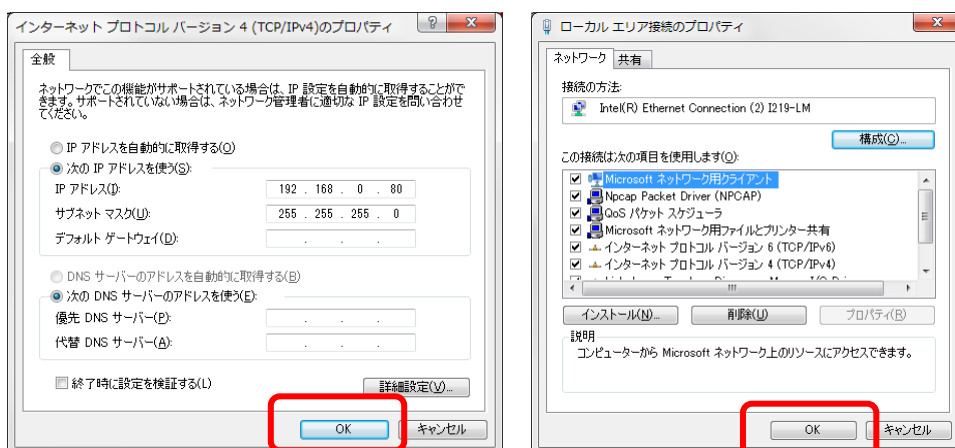 インターネット プロトコル バージョン 4 (TCP/IPv4)のプロパティ
全般
ネットワークでこの機能がサポートされている場合は、IP 設定を自動的に取得することがで
きます。サポートされていない場合は、ネットワーク管理者に適切な IP 設定を問い合わせ
てください。
IP アドレスを自動的に取得する(O)
次の IP アドレスを使う(S):
IP アドレス(I): 192 . 168 . 0 . 80
サブネット マスク(U): 255 . 255 . 255 . 0
デフォルト ゲートウェイ(D): . . .
DNS サーバーのアドレスを自動的に取得する(B)
次の DNS サーバーのアドレスを使う(E):
優先 DNS サーバー(P): . . .
代替 DNS サーバー(A): . . .
終了時に設定を検証する(L)
詳細設定(V)...
OK キャンセル
ローカル エリア接続のプロパティ
ネットワーク 共有
接続の方法:
Intel(R) Ethernet Connection (2) I219-LM
構成(C)...
この接続は次の項目を使用します(O):
Microsoft ネットワーク用クライアント
Npcap Packet Driver (NPCAP)
QoS パケット スケジューラ
Microsoft ネットワーク用ファイルとプリンター共有
インターネット プロトコル バージョン 6 (TCP/IPv6)
インターネット プロトコル バージョン 4 (TCP/IPv4)
インストール(N)... 削除(U) プロパティ(R)
説明
コンピューターから Microsoft ネットワーク上のリソースにアクセスできます。
OK キャンセル